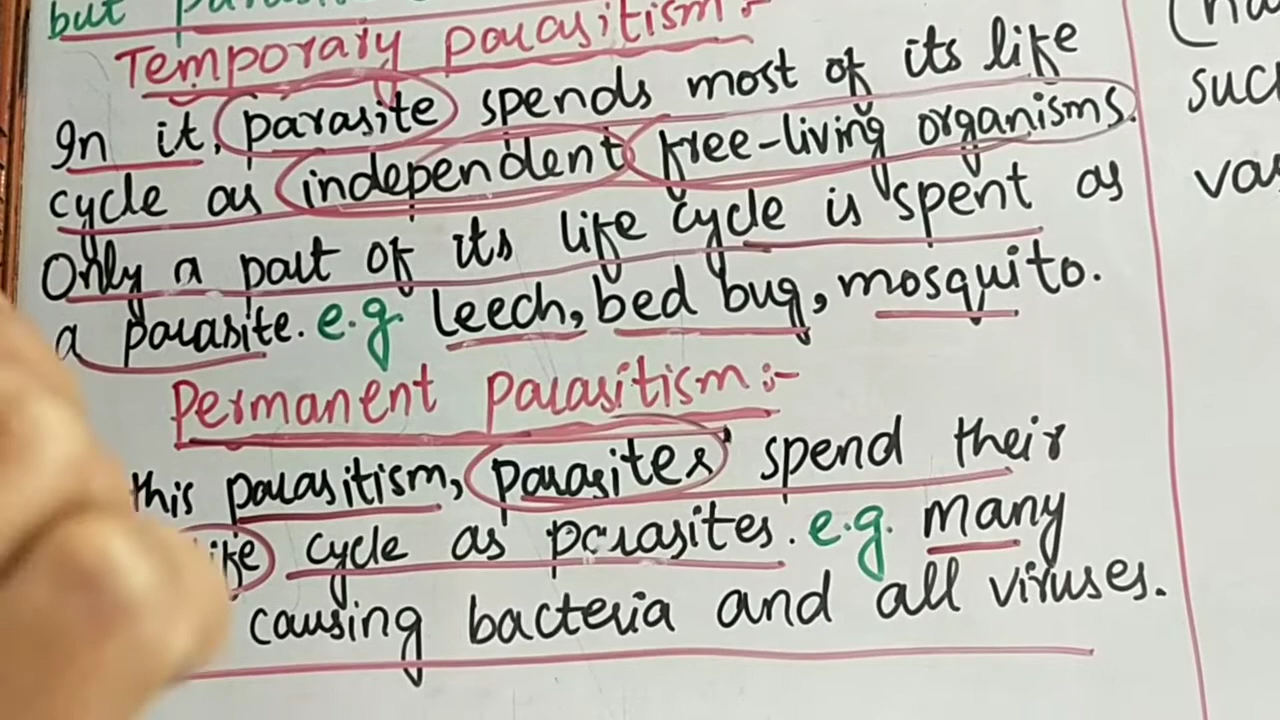 but
Temporary parasitism:-
In it, parasite spends most of its life
cycle as independent free-living organisms.
Only a part of its life cycle is spent as
a parasite. e.g. leech, bed bug, mosquito.
Permanent Parasitism:-
this parasitism, parasites spend their
life cycle as parasites. e.g. many
causing bacteria and all viruses.